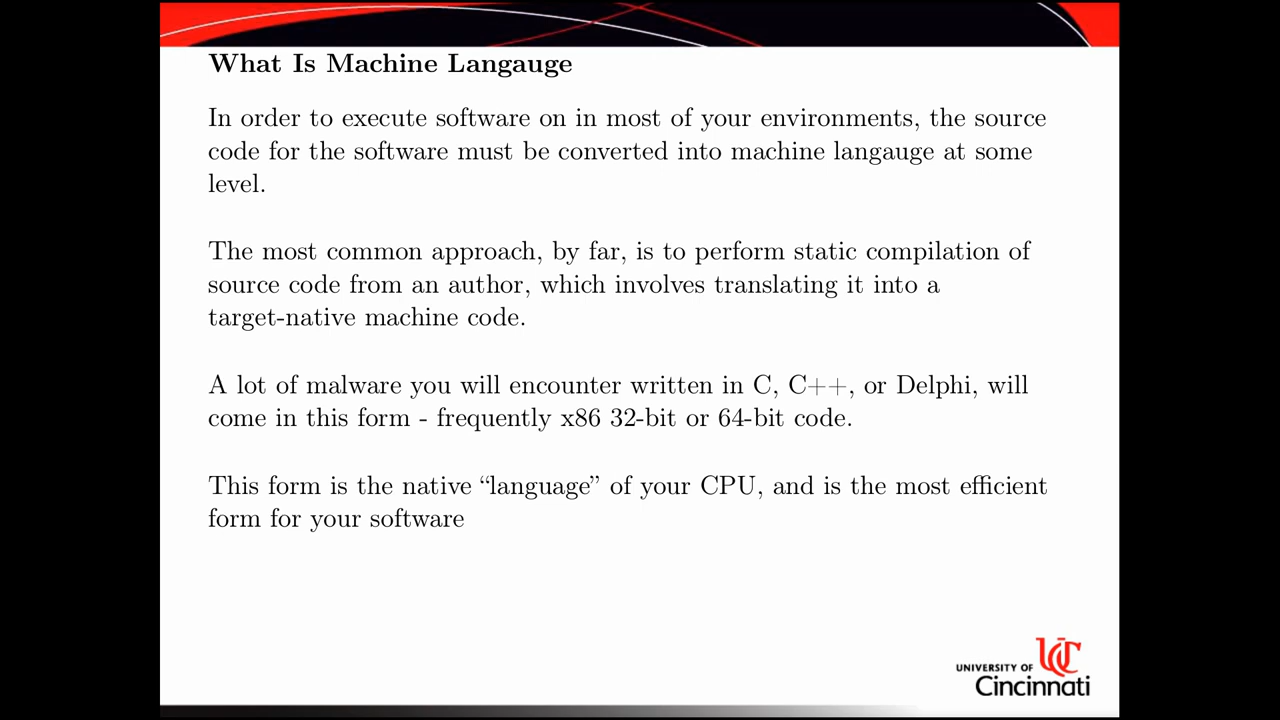 What Is Machine Langauge
In order to execute software on in most of your environments, the source
code for the software must be converted into machine langauge at some
level.
The most common approach, by far, is to perform static compilation of
source code from an author, which involves translating it into a
target-native machine code.
A lot of malware you will encounter written in C, C++, or Delphi, will
come in this form - frequently x86 32-bit or 64-bit code.
This form is the native “language” of your CPU, and is the most efficient
form for your software
UC
UNIVERSITY OF
Cincinnati